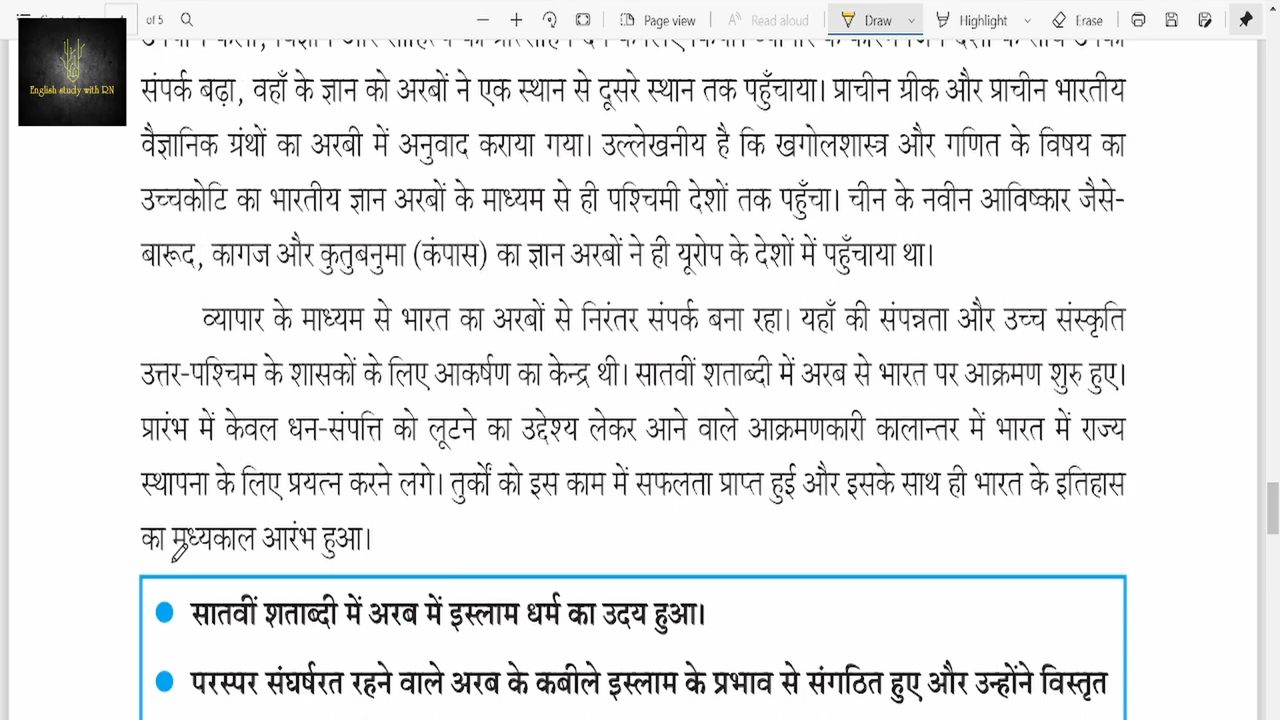 of 5
Page view
Read aloud
Draw
Highlight
Erase
English study with RN
संपर्क बढ़ा, वहाँ के ज्ञान को अरबों ने एक स्थान से दूसरे स्थान तक पहुँचाया। प्राचीन ग्रीक और प्राचीन भारतीय
वैज्ञानिक ग्रंथों का अरबी में अनुवाद कराया गया। उल्लेखनीय है कि खगोलशास्त्र और गणित के विषय का
उच्चकोटि का भारतीय ज्ञान अरबों के माध्यम से ही पश्चिमी देशों तक पहुँचा। चीन के नवीन आविष्कार जैसे-
बारूद, कागज और कुतुबनुमा (कंपास) का ज्ञान अरबों ने ही यूरोप के देशों में पहुँचाया था।
व्यापार के माध्यम से भारत का अरबों से निरंतर संपर्क बना रहा। यहाँ की संपन्नता और उच्च संस्कृति
उत्तर-पश्चिम के शासकों के लिए आकर्षण का केन्द्र थी। सातवीं शताब्दी में अरब से भारत पर आक्रमण शुरु हुए।
प्रारंभ में केवल धन-संपत्ति को लूटने का उद्देश्य लेकर आने वाले आक्रमणकारी कालान्तर में भारत में राज्य
स्थापना के लिए प्रयत्न करने लगे। तुर्कों को इस काम में सफलता प्राप्त हुई और इसके साथ ही भारत के इतिहास
का मध्यकाल आरंभ हुआ।
सातवीं शताब्दी में अरब में इस्लाम धर्म का उदय हुआ।
परस्पर संघर्षरत रहने वाले अरब के कबीले इस्लाम के प्रभाव से संगठित हुए और उन्होंने विस्तृत